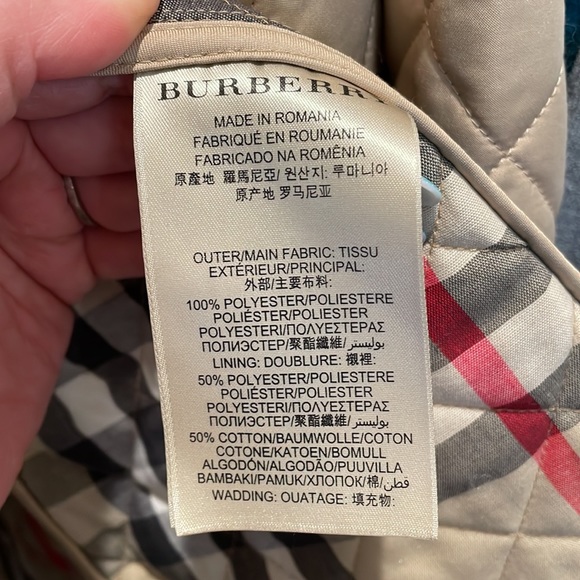 BURBERRY
MADE IN ROMANIA
FABRIQUÉ EN ROUMANIE
FABRICADO NA ROMÊNIA
原產地 羅馬尼亞/ 원산지: 루마니아
原产地 罗马尼亚
OUTER/MAIN FABRIC: TISSU
EXTÉRIEUR/PRINCIPAL:
外部/主要布料:
100% POLYESTER/POLIESTERE
POLIÉSTER/POLIESTER
POLYESTERI/ΠΟΛΥΕΣΤΕΡΑΣ
ПОЛИЭСТЕР/聚酯纖維/بوليستر
LINING: DOUBLURE: 襯裡:
50% POLYESTER/POLIESTERE
POLIÉSTER/POLIESTER
POLYESTERI/ΠΟΛΥΕΣΤΕΡΑΣ
ПОЛИЭСТЕР/聚酯纖維/بوليستر
50% COTTON/BAUMWOLLE/COTON
COTONE/KATOEN/BOMULL
ALGODÓN/ALGODÃO/PUUVILLA
BAMBAKI/PAMUK/ХЛОПОК/棉/قطن
WADDING: OUATAGE: 填充物: